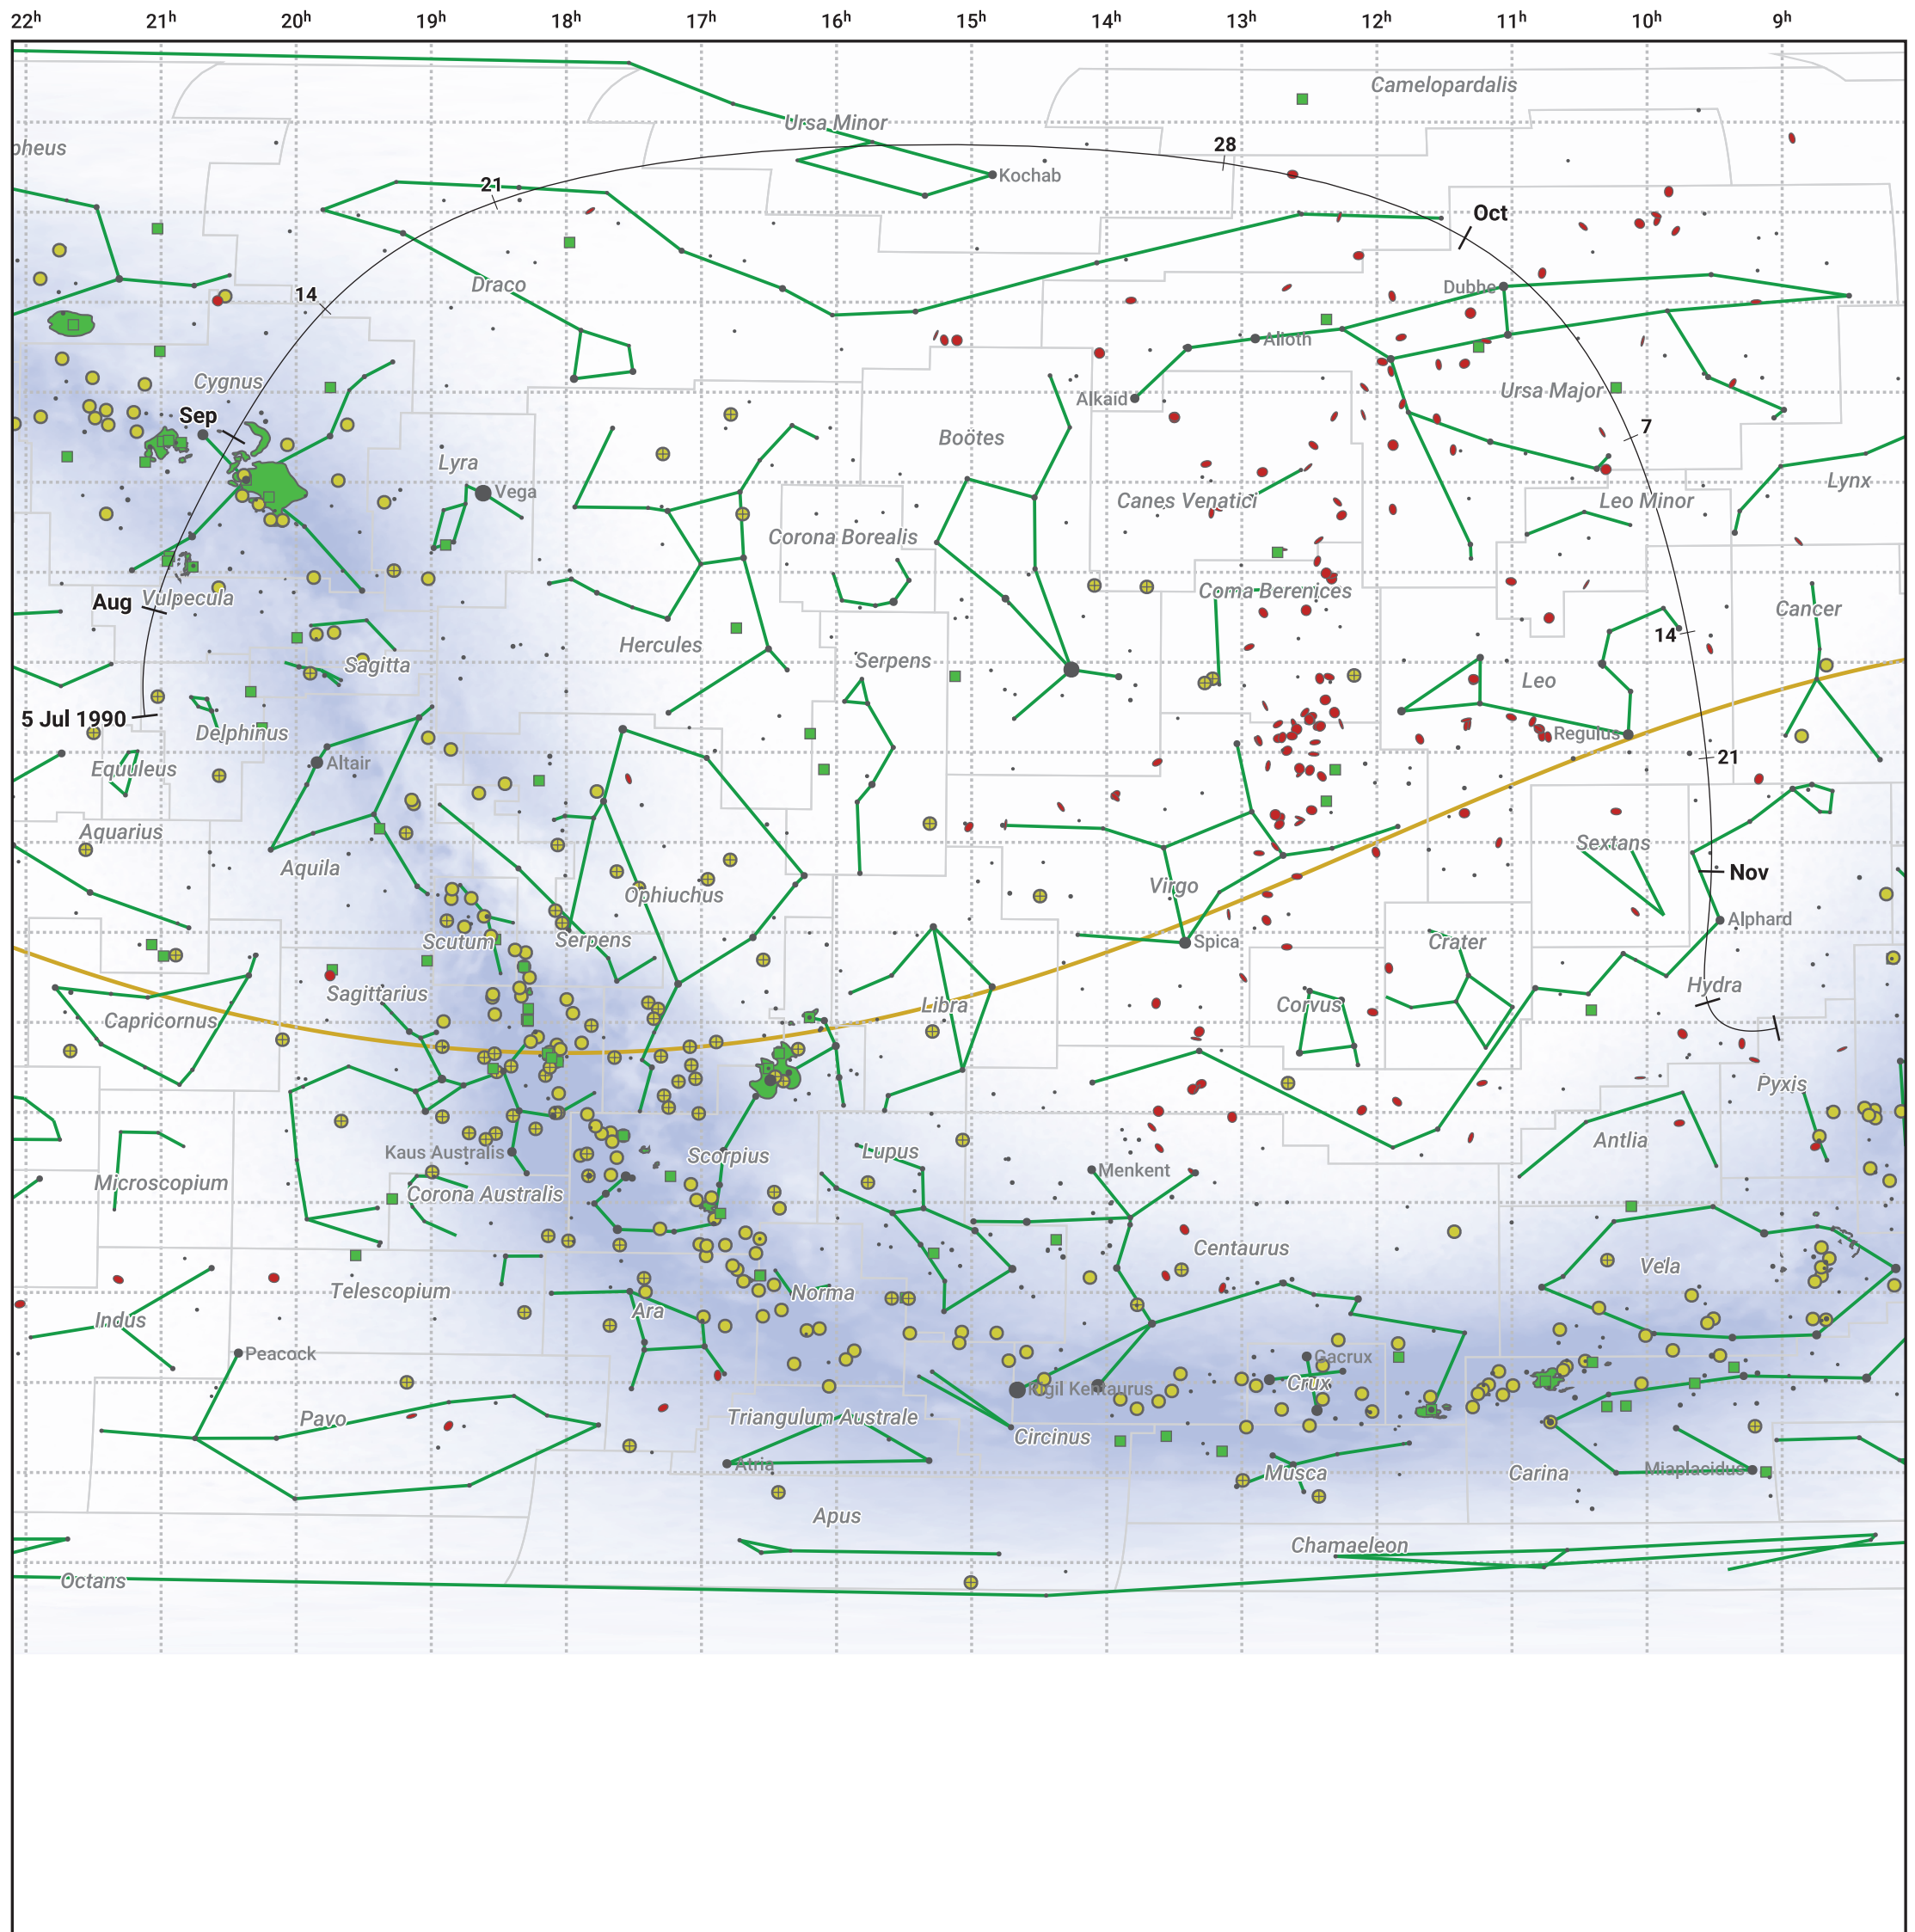 22h 21h 20h 19h 18h 17h 16h 15h 14h 13h 12h 11h 10h 9h
Camelopardalis
Ursa Minor
pheus
28
Kochab
21
Oct
Draco
Dubhe
14
Alioth
Cygnus
Ursa Major
Alkaid
Sep
7
Boötes
Lyra
Lynx
Vega
Canes Venatici
Leo Minor
Corona Borealis
Coma Berenices
Vulpecula
Aug
Cancer
14
Hercules
Serpens
Sagitta
Leo
5 Jul 1990
Delphinus
Regulus
21
Altair
Equuleus
Aquarius
Sextans
Aquila
Nov
Virgo
Ophiuchus
Alphard
Scutum
Serpens
Spica
Crater
Hydra
Sagittarius
Libra
Corvus
Capricornus
Pyxis
Antlia
Kaus Australis
Lupus
Scorpius
Menkent
Microscopium
Corona Australis
Centaurus
Vela
Telescopium
Norma
Ara
Indus
Peacock
Gacrux
Crux
Rigil Kentaurus
Pavo
Triangulum Australe
Circinus
Atria
Musca
Carina
Miaplacidus
Apus
Chamaeleon
Octans